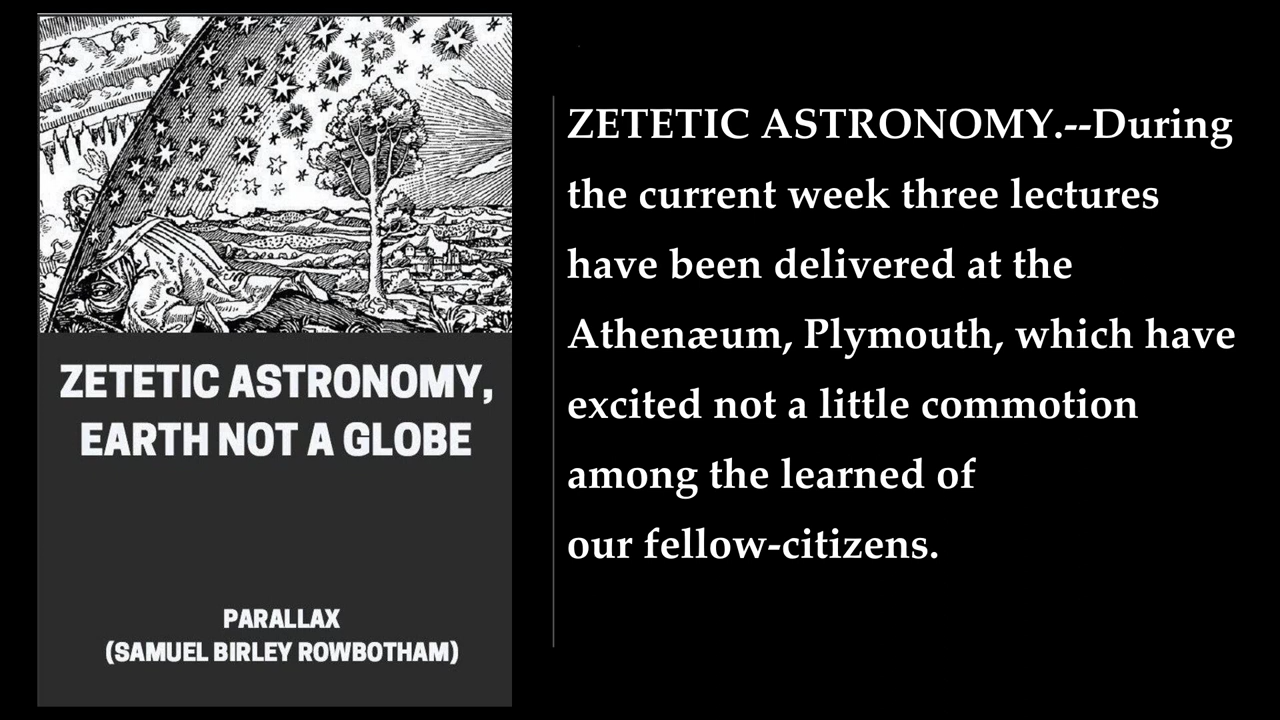 ZETETIC ASTRONOMY,
EARTH NOT A GLOBE
PARALLAX
(SAMUEL BIRLEY ROWBOTHAM)
ZETETIC ASTRONOMY.--During
the current week three lectures
have been delivered at the
Athenæum, Plymouth, which have
excited not a little commotion
among the learned of
our fellow-citizens.